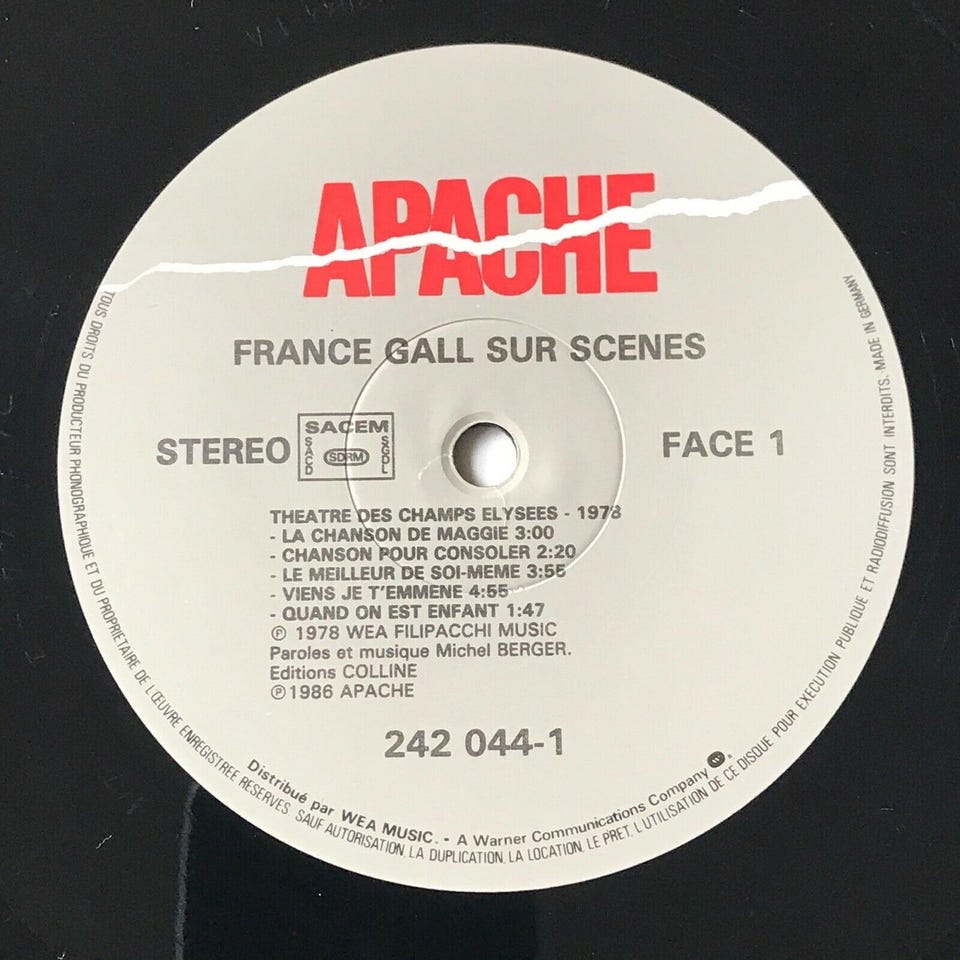 APACHE
FRANCE GALL SUR SCENES
STEREO
SACEM
SACD
SDRM
SGDL
FACE 1
THEATRE DES CHAMPS ELYSEES - 1978
- LA CHANSON DE MAGGIE 3:00
- CHANSON POUR CONSOLER 2:20
- LE MEILLEUR DE SOI-MEME 3:55
- VIENS JE T'EMMENE 4:55
- QUAND ON EST ENFANT 1:47
Ⓟ 1978 WEA FILIPACCHI MUSIC
Paroles et musique Michel BERGER.
Editions COLLINE
Ⓟ1986 APACHE
242 044-1
Distribué par WEA MUSIC. - A Warner Communications Company
TOUS DROITS DU PRODUCTEUR PHONOGRAPHIQUE ET DU PROPRIETAIRE DE L'ŒUVRE ENREGISTREE RESERVES. SAUF AUTORISATION, LA DUPLICATION, LA LOCATION, LE PRET, L'UTILISATION DE CE DISQUE POUR EXECUTION PUBLIQUE ET RADIODIFFUSION SONT INTERDITS. MADE IN GERMANY